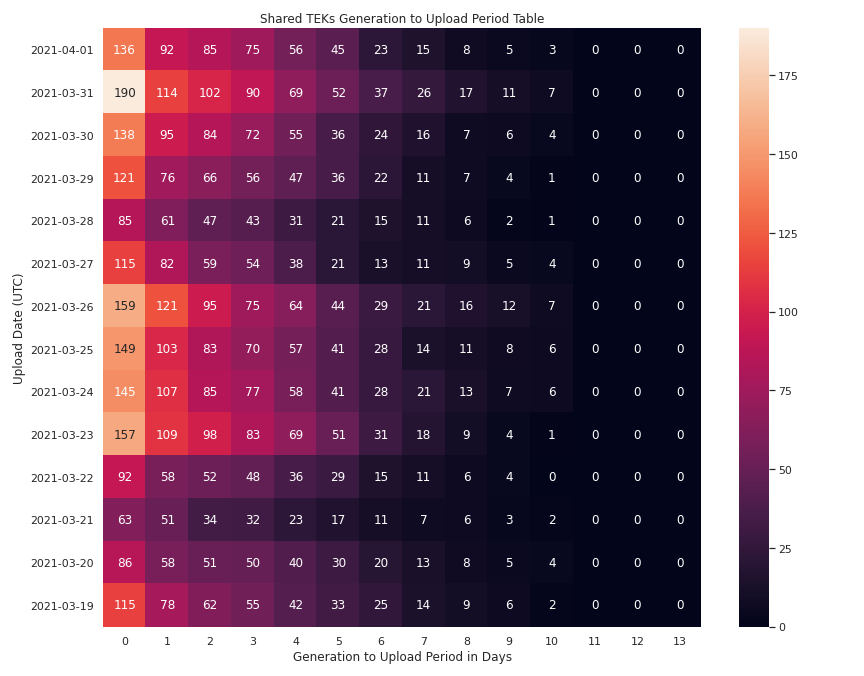 Shared TEKs Generation to Upload Period Table
2021-04-01 136 92 85 75 56 45 23 15 8 5 3 0 0 0
2021-03-31 190 114 102 90 69 52 37 26 17 11 7 0 0 0
2021-03-30 138 95 84 72 55 36 24 16 7 6 4 0 0 0
2021-03-29 121 76 66 56 47 36 22 11 7 4 1 0 0 0
2021-03-28 85 61 47 43 31 21 15 11 6 2 1 0 0 0
2021-03-27 115 82 59 54 38 21 13 11 9 5 4 0 0 0
2021-03-26 159 121 95 75 64 44 29 21 16 12 7 0 0 0
2021-03-25 149 103 83 70 57 41 28 14 11 8 6 0 0 0
2021-03-24 145 107 85 77 58 41 28 21 13 7 6 0 0 0
2021-03-23 157 109 98 83 69 51 31 18 9 4 1 0 0 0
2021-03-22 92 58 52 48 36 29 15 11 6 4 0 0 0 0
2021-03-21 63 51 34 32 23 17 11 7 6 3 2 0 0 0
2021-03-20 86 58 51 50 40 30 20 13 8 5 4 0 0 0
2021-03-19 115 78 62 55 42 33 25 14 9 6 2 0 0 0
0 1 2 3 4 5 6 7 8 9 10 11 12 13
Generation to Upload Period in Days
Upload Date (UTC)
175
150
125
100
75
50
25
0